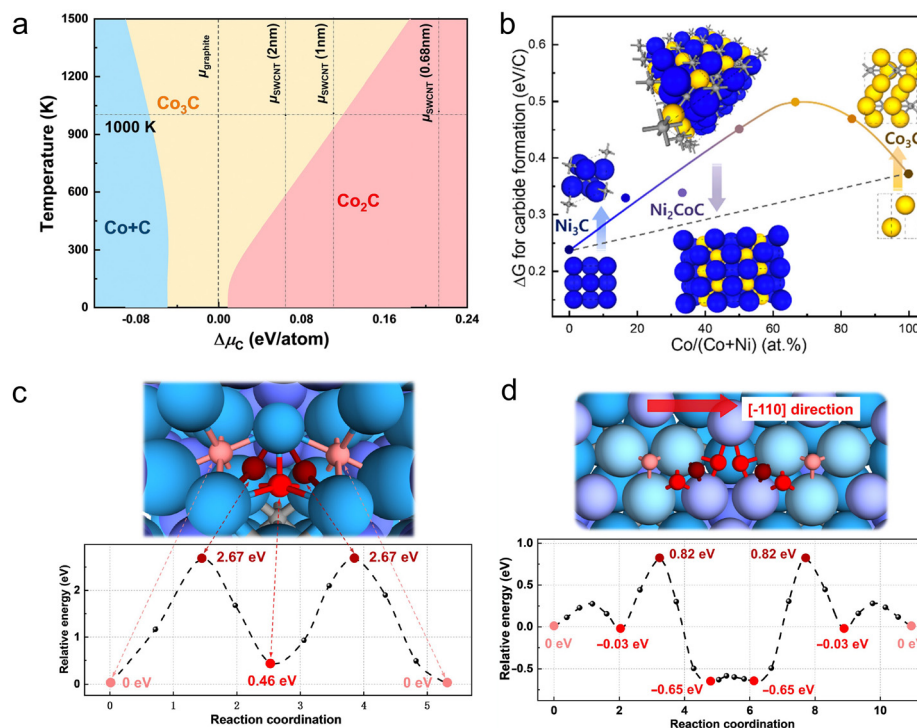 a
1500
1250
1200
900
600
300
0
Temperature (K)
-0.08
0.00
0.08
0.16
0.24
ΔμC (eV/atom)
Co+C
Co3C
Co2C
1000 K
μgraphite
μSWCNT (2nm)
μSWCNT (1nm)
μSWCNT (0.68nm)
b
0.6
0.5
0.4
0.3
0.2
ΔG for carbide formation (eV/C)
Ni3C
Ni2CoC
Co3C
0
20
40
60
80
100
Co/(Co+Ni) (at.%)
c
2
1
0
Relative energy (eV)
2.67 eV
2.67 eV
0 eV
0.46 eV
0 eV
0
1
2
3
4
5
Reaction coordination
d
[-110] direction
1.0
0.5
0.0
−0.5
Relative energy (eV)
0.82 eV
0.82 eV
0 eV
−0.03 eV
−0.03 eV
−0.65 eV
−0.65 eV
0
2
4
6
8
10
Reaction coordination